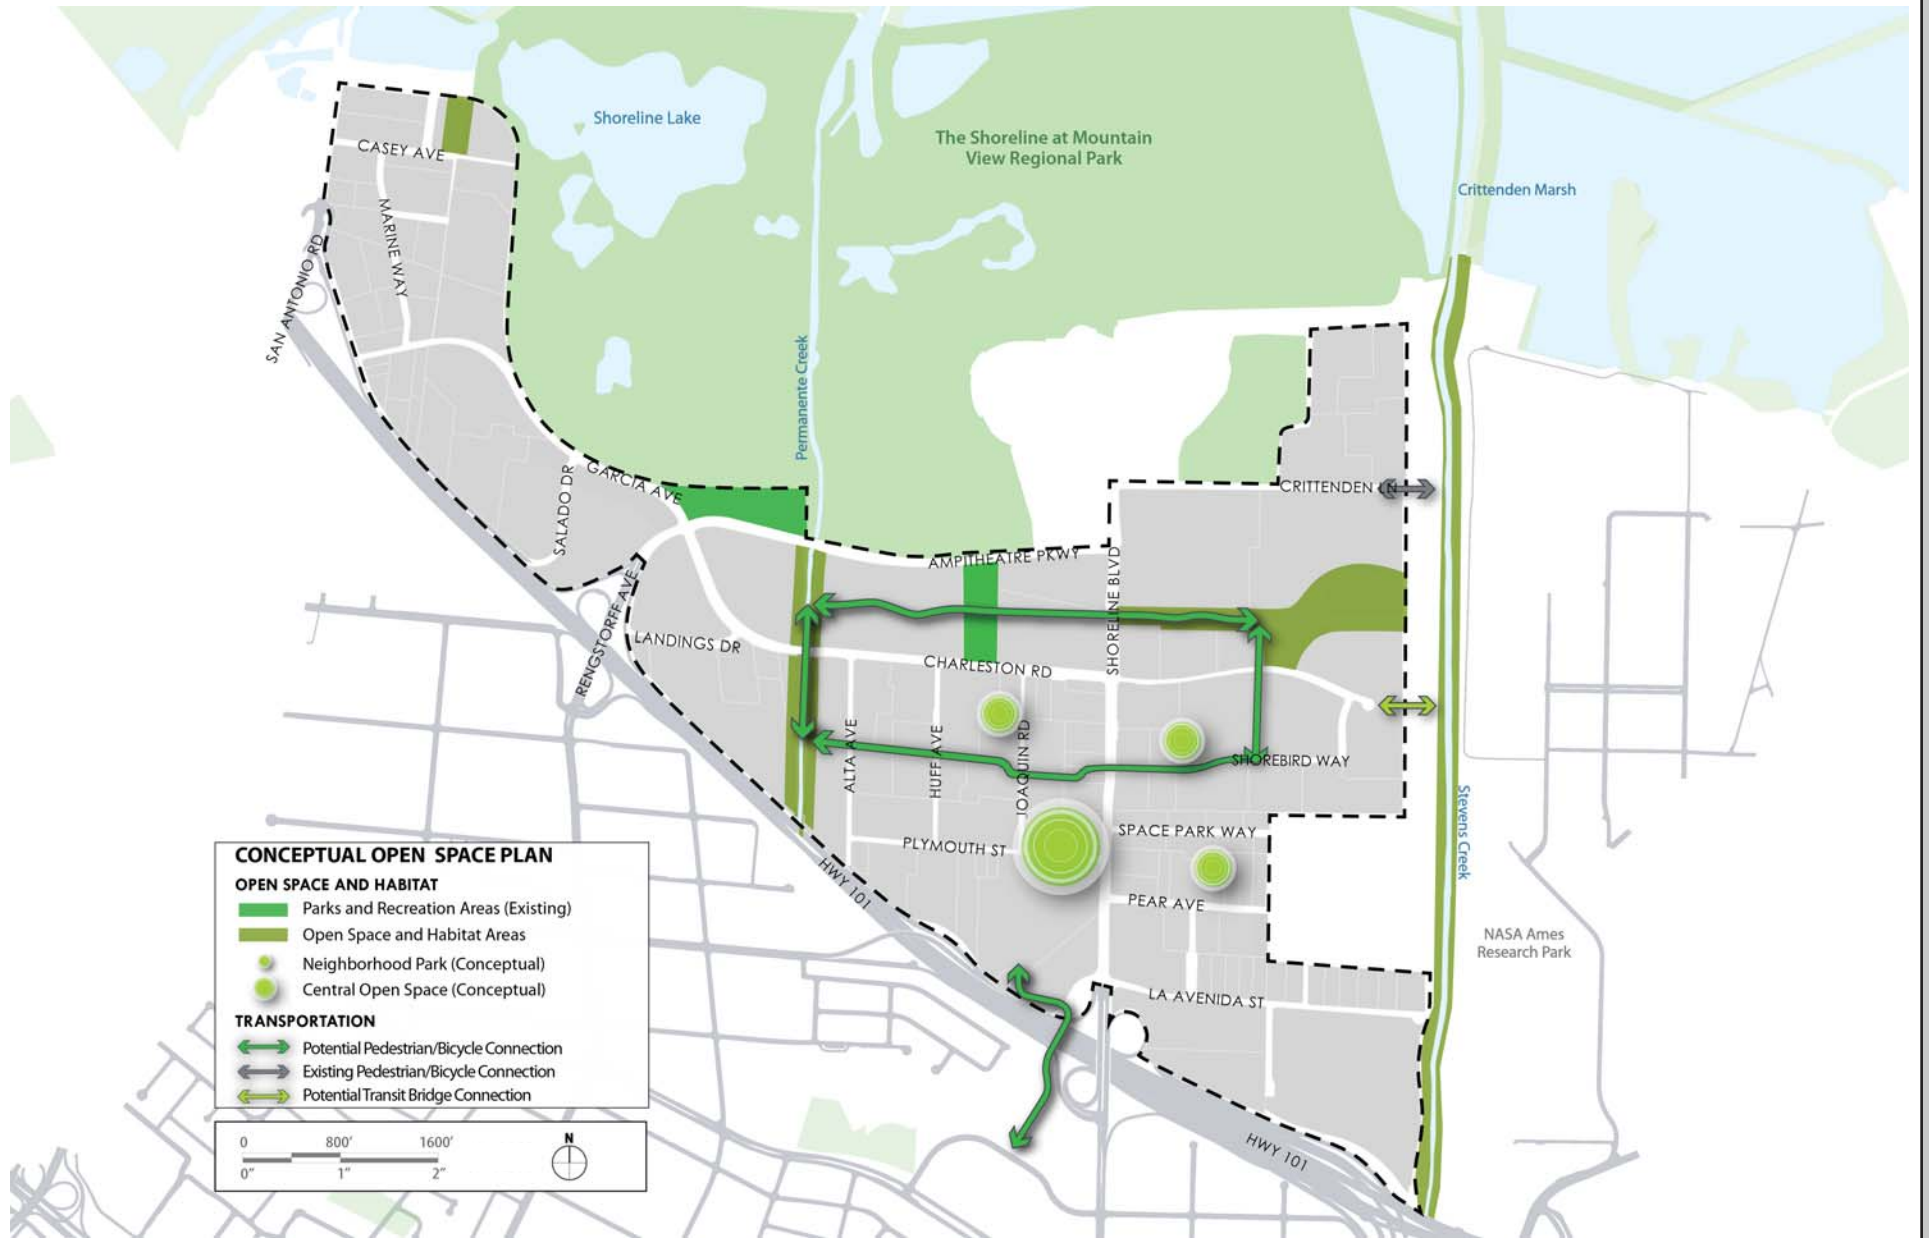 Shoreline Lake
The Shoreline at Mountain
View Regional Park
Crittenden Marsh
CASEY AVE
MARINE WAY
SAN ANTONIO RD
Permanente Creek
GARCIA AVE
SALADO DR
CRITTENDEN LN
AMPITHEATRE PKWY
SHORELINE BLVD
RENGSTORFF AVE
LANDINGS DR
CHARLESTON RD
ALTA AVE
HUFF AVE
JOAQUIN RD
SHOREBIRD WAY
Stevens Creek
PLYMOUTH ST
SPACE PARK WAY
HWY 101
PEAR AVE
NASA Ames
Research Park
LA AVENIDA ST
HWY 101
CONCEPTUAL OPEN SPACE PLAN
OPEN SPACE AND HABITAT
Parks and Recreation Areas (Existing)
Open Space and Habitat Areas
Neighborhood Park (Conceptual)
Central Open Space (Conceptual)
TRANSPORTATION
Potential Pedestrian/Bicycle Connection
Existing Pedestrian/Bicycle Connection
Potential Transit Bridge Connection
0 800' 1600'
0" 1" 2"
N